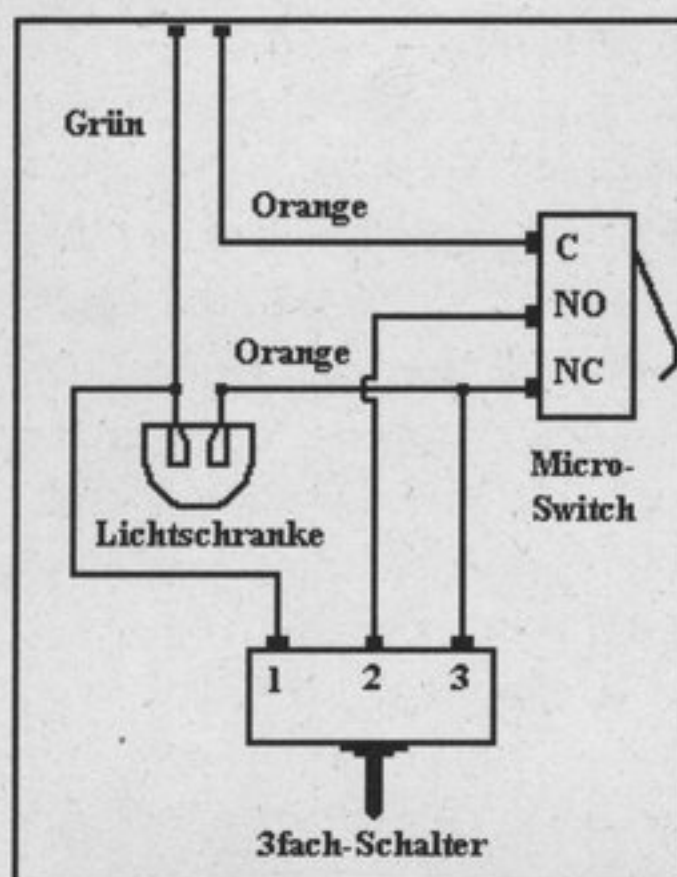 Grün
Orange
C
NO
Orange
NC
Micro-
Switch
Lichtschranke
1 2 3
3fach-Schalter